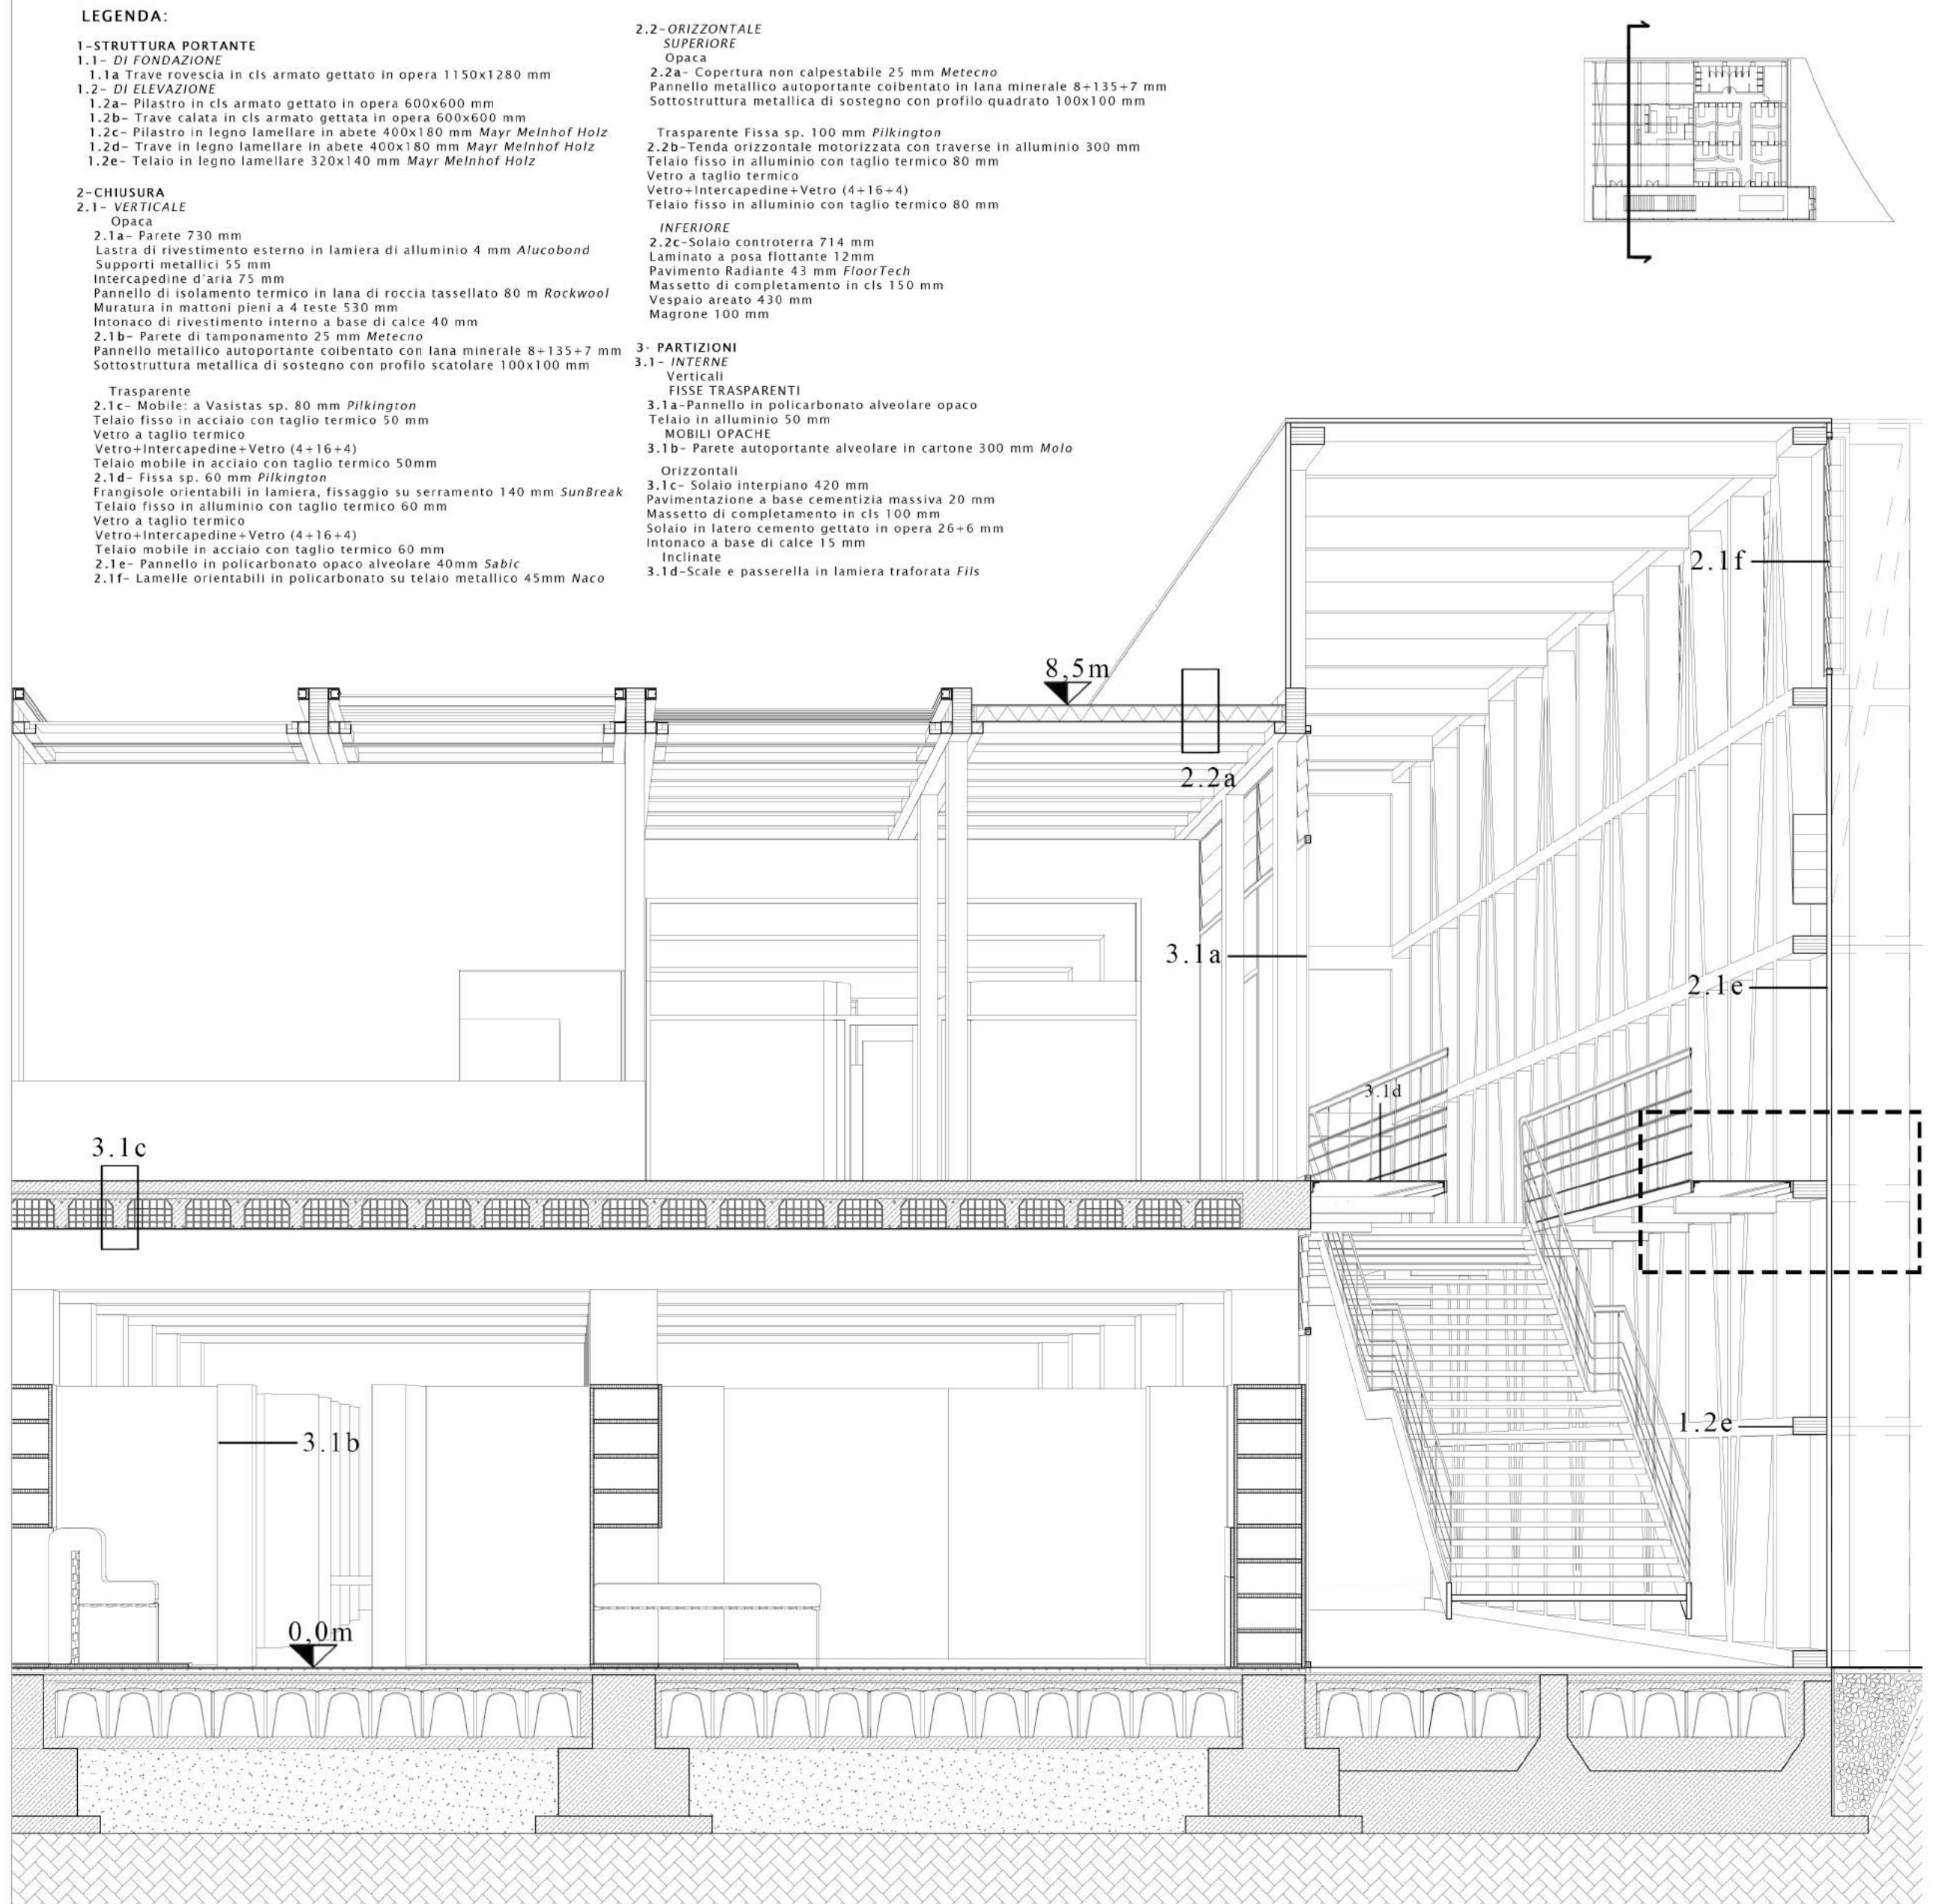 LEGENDA:
1-STRUTTURA PORTANTE
1.1- DI FONDAZIONE
1.1a Trave rovescia in cls armato gettato in opera 1150x1280 mm
1.2- DI ELEVAZIONE
1.2a- Pilastro in cls armato gettato in opera 600x600 mm
1.2b- Trave calata in cls armato gettata in opera 600x600 mm
1.2c- Pilastro in legno lamellare in abete 400x180 mm Mayr Melnhof Holz
1.2d- Trave in legno lamellare in abete 400x180 mm Mayr Melnhof Holz
1.2e- Telaio in legno lamellare 320x140 mm Mayr Melnhof Holz
2-CHIUSURA
2.1- VERTICALE
Opaca
2.1a- Parete 730 mm
Lastra di rivestimento esterno in lamiera di alluminio 4 mm Alucobond
Supporti metallici 55 mm
Intercapedine d'aria 75 mm
Pannello di isolamento termico in lana di roccia tassellato 80 m Rockwool
Muratura in mattoni pieni a 4 teste 530 mm
Intonaco di rivestimento interno a base di calce 40 mm
2.1b- Parete di tamponamento 25 mm Metecno
Pannello metallico autoportante coibentato con lana minerale 8+135+7 mm
Sottostruttura metallica di sostegno con profilo scatolare 100x100 mm
Trasparente
2.1c- Mobile: a Vasistas sp. 80 mm Pilkington
Telaio fisso in acciaio con taglio termico 50 mm
Vetro a taglio termico
Vetro+Intercapedine+Vetro (4+16+4)
Telaio mobile in acciaio con taglio termico 50mm
2.1d- Fissa sp. 60 mm Pilkington
Frangisole orientabili in lamiera, fissaggio su serramento 140 mm SunBreak
Telaio fisso in alluminio con taglio termico 60 mm
Vetro a taglio termico
Vetro+Intercapedine+Vetro (4+16+4)
Telaio mobile in acciaio con taglio termico 60 mm
2.1e- Pannello in policarbonato opaco alveolare 40mm Sabic
2.1f- Lamelle orientabili in policarbonato su telaio metallico 45mm Naco
2.2-ORIZZONTALE
SUPERIORE
Opaca
2.2a- Copertura non calpestabile 25 mm Metecno
Pannello metallico autoportante coibentato in lana minerale 8+135+7 mm
Sottostruttura metallica di sostegno con profilo quadrato 100x100 mm
Trasparente Fissa sp. 100 mm Pilkington
2.2b-Tenda orizzontale motorizzata con traverse in alluminio 300 mm
Telaio fisso in alluminio con taglio termico 80 mm
Vetro a taglio termico
Vetro+Intercapedine+Vetro (4+16+4)
Telaio fisso in alluminio con taglio termico 80 mm
INFERIORE
2.2c-Solaio controterra 714 mm
Laminato a posa flottante 12mm
Pavimento Radiante 43 mm FloorTech
Massetto di completamento in cls 150 mm
Vespaio areato 430 mm
Magrone 100 mm
3- PARTIZIONI
3.1- INTERNE
Verticali
FISSE TRASPARENTI
3.1a-Pannello in policarbonato alveolare opaco
Telaio in alluminio 50 mm
MOBILI OPACHE
3.1b- Parete autoportante alveolare in cartone 300 mm Molo
Orizzontali
3.1c- Solaio interpiano 420 mm
Pavimentazione a base cementizia massiva 20 mm
Massetto di completamento in cls 100 mm
Solaio in latero cemento gettato in opera 26+6 mm
Intonaco a base di calce 15 mm
Inclinate
3.1d-Scale e passerella in lamiera traforata Fils
2.1f
8,5m
2.2a
3.1a
2.1e
3.1d
3.1c
1.2e
3.1b
0,0m